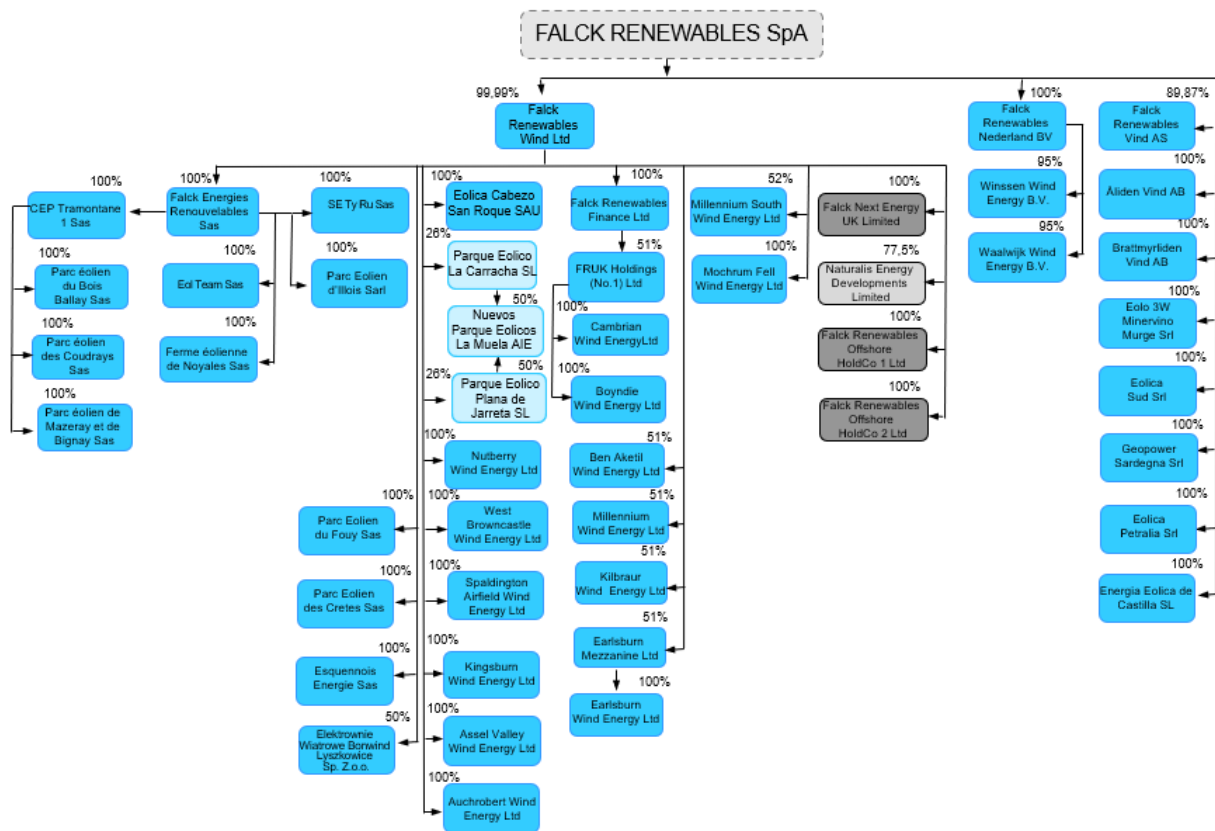 FALCK RENEWABLES SpA
99,99%
Falck
Renewables
Wind Ltd
100%
Falck
Renewables
Nederland BV
89,87%
Falck
Renewables
Vind AS
100%
CEP Tramontane
1 Sas
100%
Parc éolien
du Bois
Ballay Sas
100%
Parc éolien
des Coudrays
Sas
100%
Parc éolien de
Mazeray et de
Bignay Sas
100%
Falck Energies
Renouvelables
Sas
100%
Eol Team Sas
100%
Ferme éolienne
de Noyales Sas
100%
SE Ty Ru Sas
100%
Parc Eolien
d'Illois Sarl
100%
Parc Eolien
du Fouy Sas
100%
Parc Eolien
des Cretes Sas
100%
Esquennois
Energie Sas
50%
Elektrownie
Wiatrowe Bonwind
Lyszkowice
Sp. Z.o.o.
100%
Eolica Cabezo
San Roque SAU
26%
Parque Eolico
La Carracha SL
50%
Nuevos
Parque Eolicos
La Muela AIE
50%
26%
Parque Eolico
Plana de
Jarreta SL
100%
Nutberry
Wind Energy Ltd
100%
West
Browncastle
Wind Energy Ltd
100%
Spaldington
Airfield Wind
Energy Ltd
100%
Kingsburn
Wind Energy Ltd
100%
Assel Valley
Wind Energy Ltd
100%
Auchrobert Wind
Energy Ltd
100%
Falck Renewables
Finance Ltd
51%
FRUK Holdings
(No.1) Ltd
100%
Cambrian
Wind EnergyLtd
100%
Boyndie
Wind Energy Ltd
51%
Ben Aketil
Wind Energy Ltd
51%
Millennium
Wind Energy Ltd
51%
Kilbraur
Wind Energy Ltd
51%
Earlsburn
Mezzanine Ltd
100%
Earlsburn
Wind Energy Ltd
52%
Millennium South
Wind Energy Ltd
100%
Mochrum Fell
Wind Energy Ltd
100%
Falck Next Energy
UK Limited
77,5%
Naturalis Energy
Developments
Limited
100%
Falck Renewables
Offshore
HoldCo 1 Ltd
100%
Falck Renewables
Offshore
HoldCo 2 Ltd
95%
Winssen Wind
Energy B.V.
95%
Waalwijk Wind
Energy B.V.
100%
Åliden Vind AB
100%
Brattmyrliden
Vind AB
100%
Eolo 3W
Minervino
Murge Srl
100%
Eolica
Sud Srl
100%
Geopower
Sardegna Srl
100%
Eolica
Petralia Srl
100%
Energia Eolica de
Castilla SL